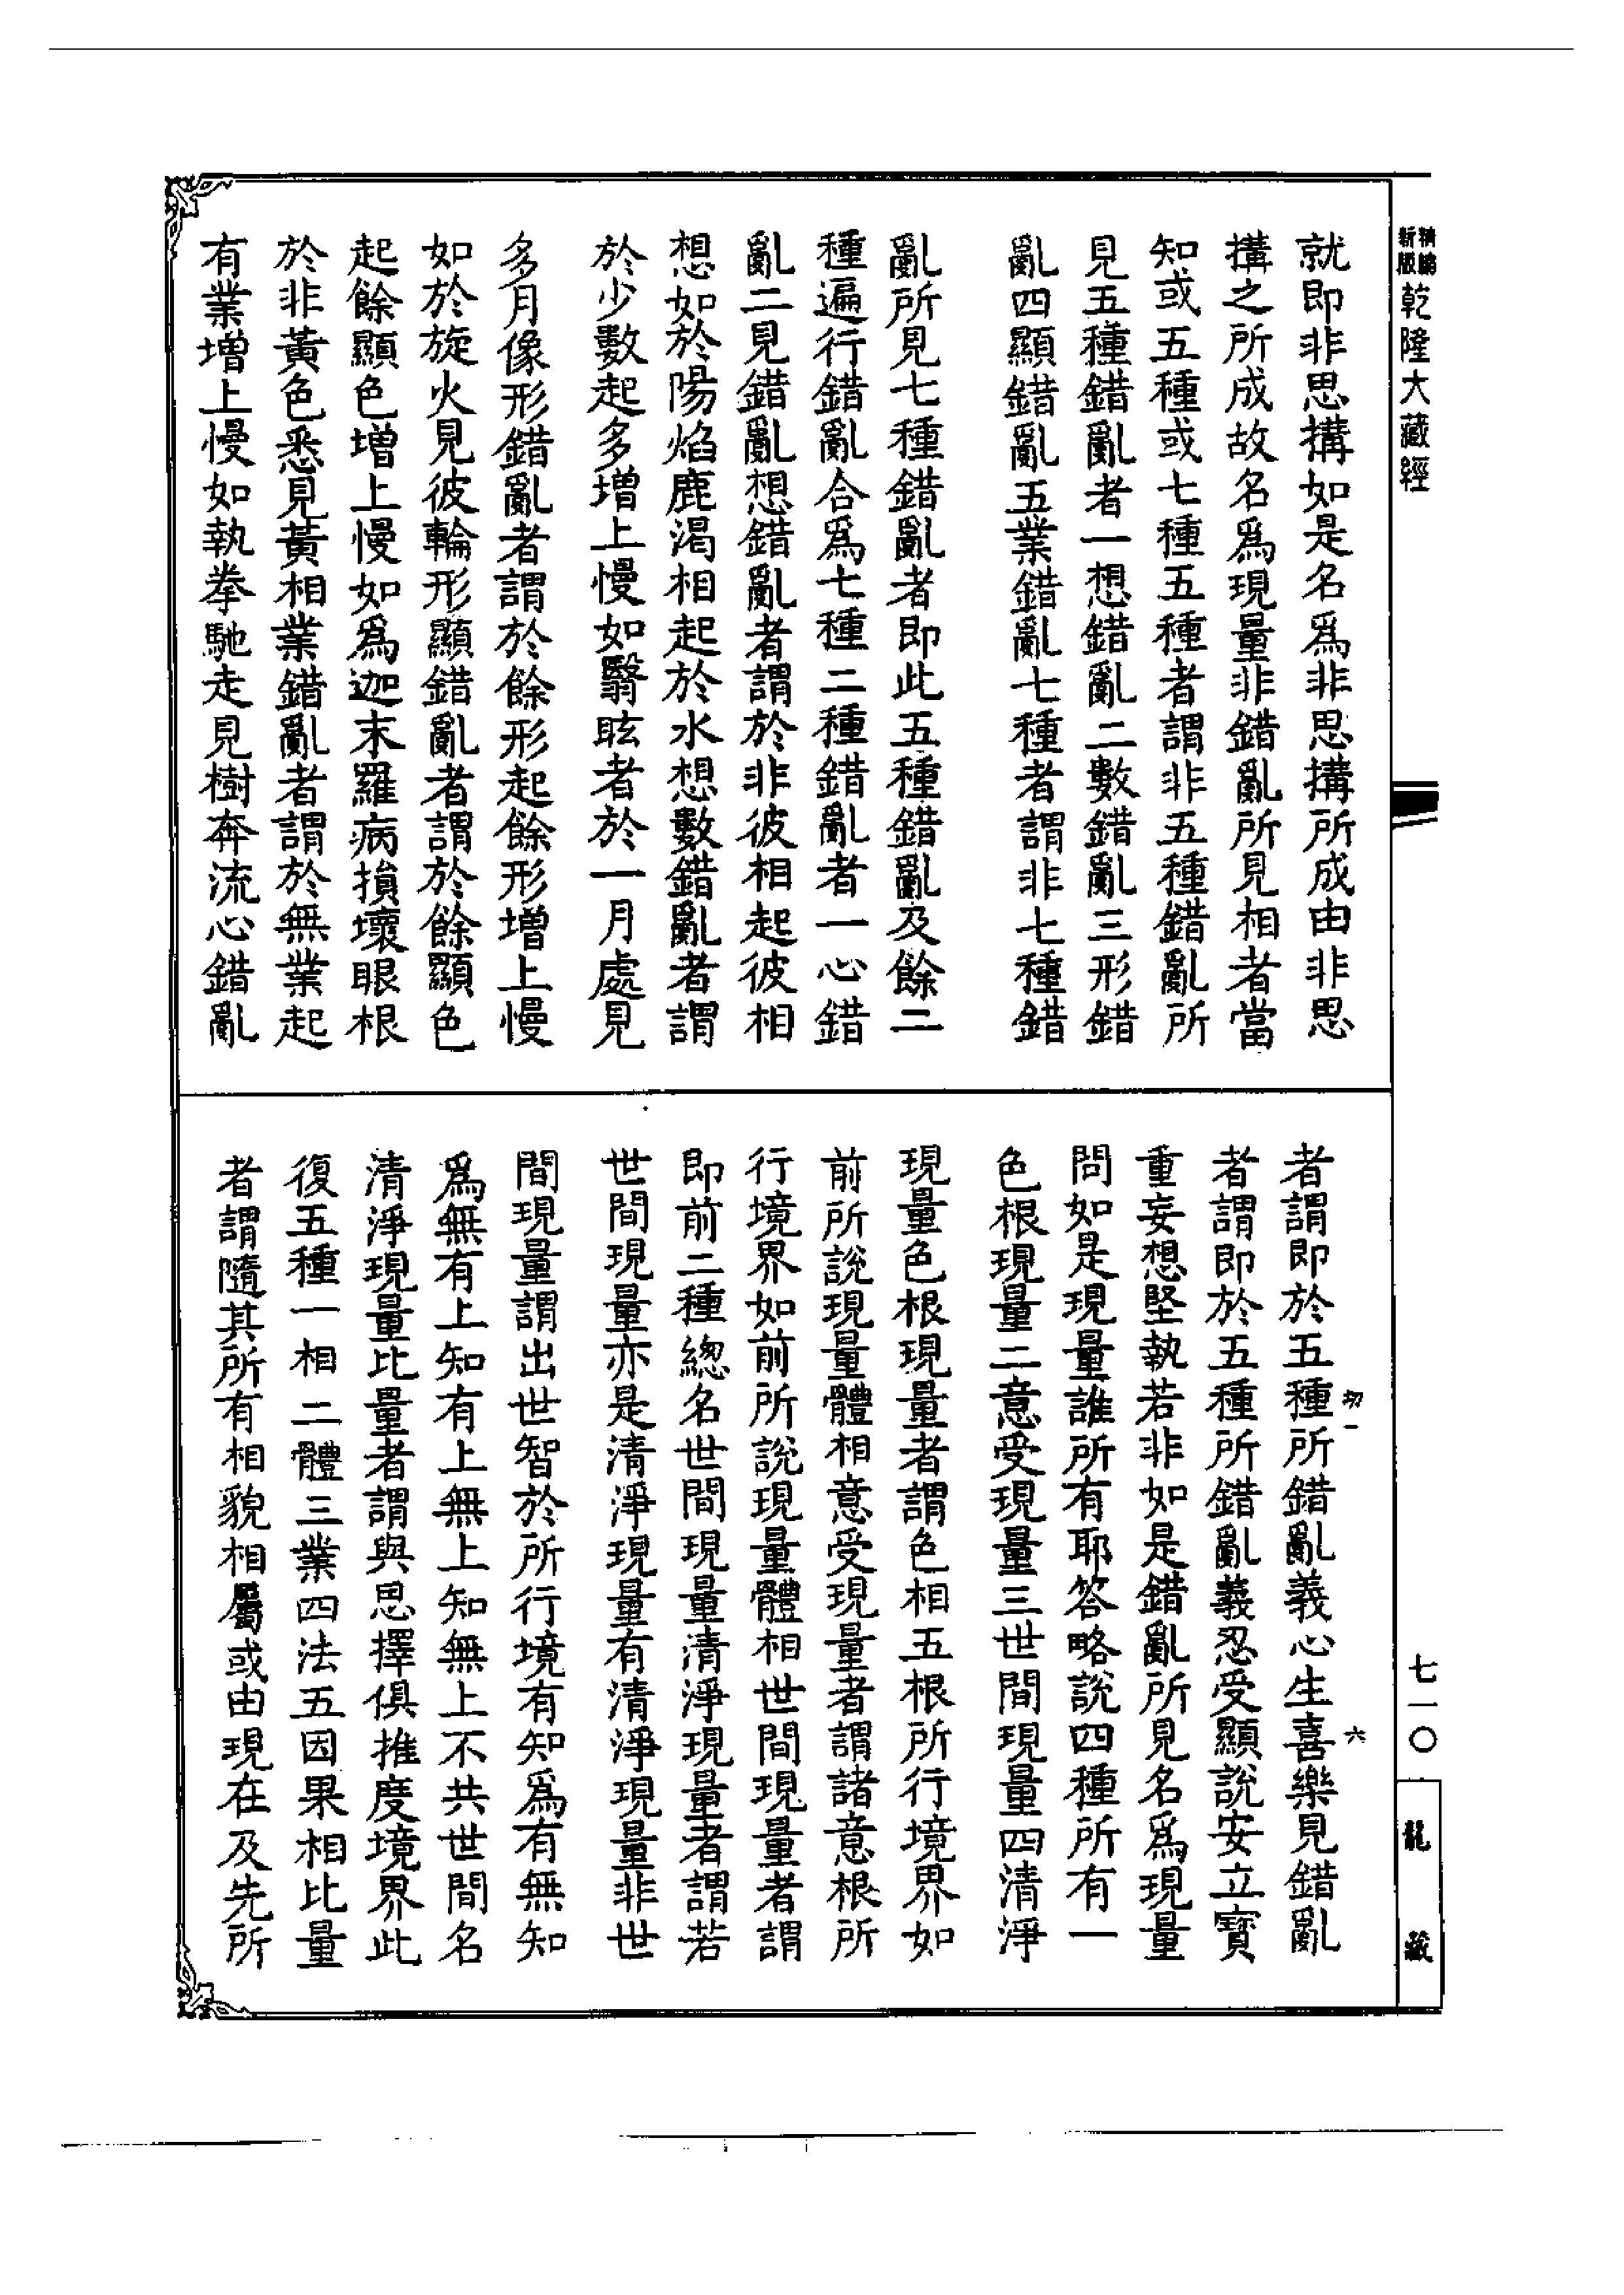 精縮新版乾隆大藏經
就即非思搆如是名為非思搆所成由非思
搆之所成故名為現量非錯亂所見相者當
知或五種或七種五種者謂非五種錯亂所
見五種錯亂者一想錯亂二數錯亂三形錯
亂四顯錯亂五業錯亂七種者謂非七種錯
亂所見七種錯亂者即此五種錯亂及餘二
種遍行錯亂合為七種二種錯亂者一心錯
亂二見錯亂想錯亂者謂於非彼相起彼相
想如於陽焰鹿渴相起於水想數錯亂者謂
於少數起多增上慢如翳眩者於一月處見
多月像形錯亂者謂於餘形起餘形增上慢
如於旋火見彼輪形顯錯亂者謂於餘顯色
起餘顯色增上慢如為迦末羅病損壞眼根
於非黃色悉見黃相業錯亂者謂於無業起
有業增上慢如執拳馳走見樹奔流心錯亂
者謂即於五種所錯亂義心生喜樂見錯亂
者謂即於五種所錯亂義忍受顯說安立寶
重妄想堅執若非如是錯亂所見名為現量
問如是現量誰所有耶答略說四種所有一
色根現量二意受現量三世間現量四清淨
現量色根現量者謂色相五根所行境界如
前所說現量體相意受現量者謂諸意根所
行境界如前所說現量體相世間現量者謂
即前二種總名世間現量清淨現量者謂若
世間現量亦是清淨現量有清淨現量非世
間現量謂出世智於所行境有知為有無知
為無有上知有上無上知無上不共世間名
清淨現量比量者謂與思擇俱推度境界此
復五種一相二體三業四法五因果相比量
者謂隨其所有相貌相屬或由現在及先所
初一
六
七一〇
龍藏